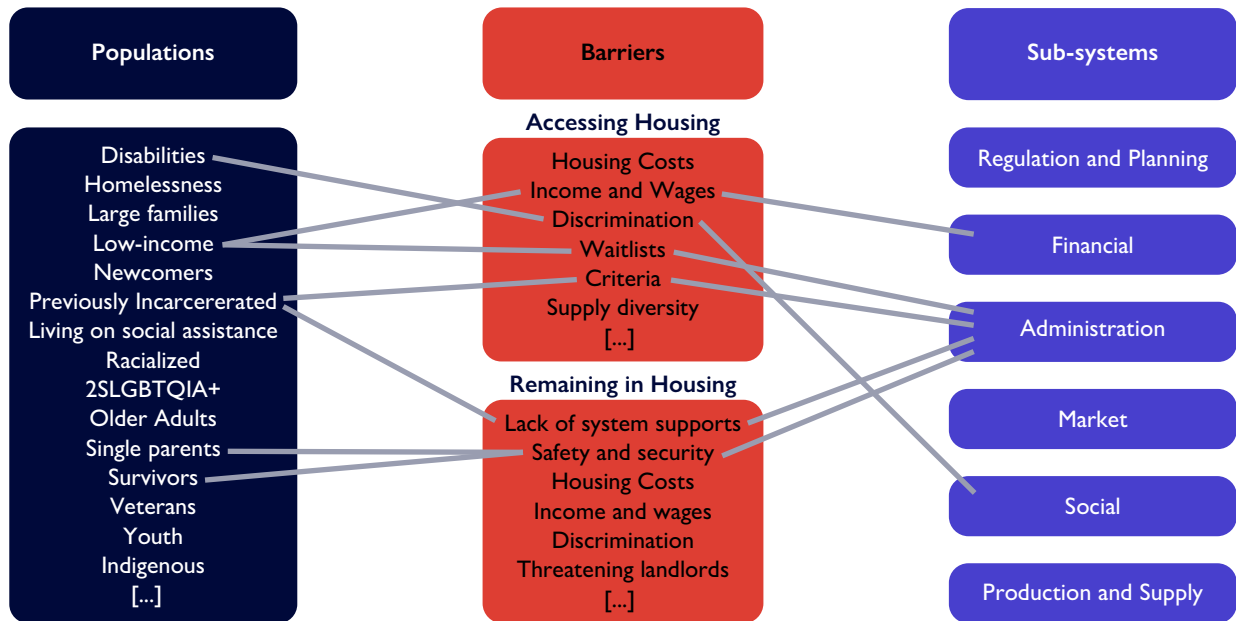 Populations
Disabilities
Homelessness
Large families
Low-income
Newcomers
Previously Incarcererated
Living on social assistance
Racialized
2SLGBTQIA+
Older Adults
Single parents
Survivors
Veterans
Youth
Indigenous
[...]
Barriers
Accessing Housing
Housing Costs
Income and Wages
Discrimination
Waitlists
Criteria
Supply diversity
[...]
Remaining in Housing
Lack of system supports
Safety and security
Housing Costs
Income and wages
Discrimination
Threatening landlords
[...]
Sub-systems
Regulation and Planning
Financial
Administration
Market
Social
Production and Supply